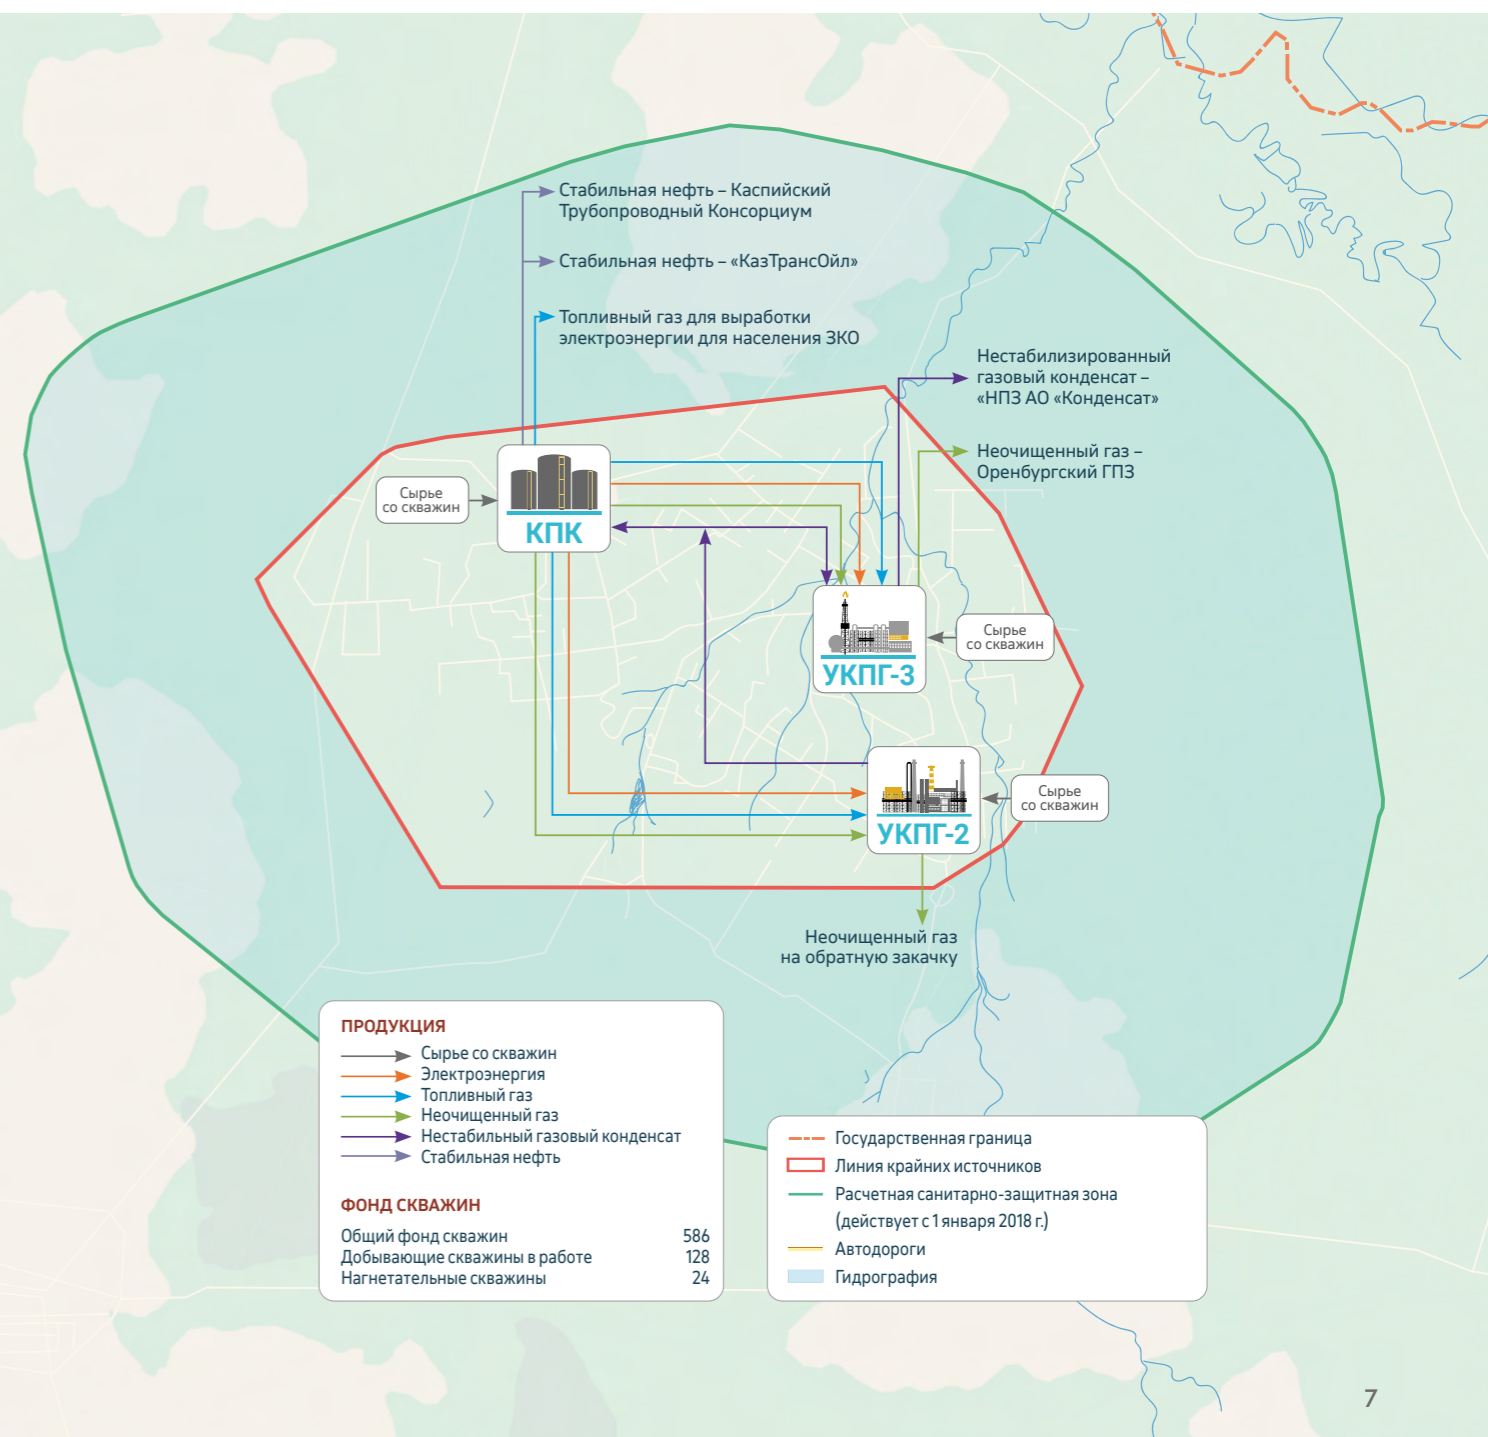 Стабильная нефть – Каспийский
Трубопроводный Консорциум
Стабильная нефть – «КазТрансОйл»
Топливный газ для выработки
электроэнергии для населения ЗКО
Нестабилизированный
газовый конденсат –
«НПЗ АО «Конденсат»
Неочищенный газ –
Оренбургский ГПЗ
Сырье
со скважин
КПК
Сырье
со скважин
УКПГ-3
Сырье
со скважин
УКПГ-2
Неочищенный газ
на обратную закачку
ПРОДУКЦИЯ
Сырье со скважин
Электроэнергия
Топливный газ
Неочищенный газ
Нестабильный газовый конденсат
Стабильная нефть
ФОНД СКВАЖИН
Общий фонд скважин 586
Добывающие скважины в работе 128
Нагнетательные скважины 24
Государственная граница
Линия крайних источников
Расчетная санитарно-защитная зона
(действует с 1 января 2018 г.)
Автодороги
Гидрография
7